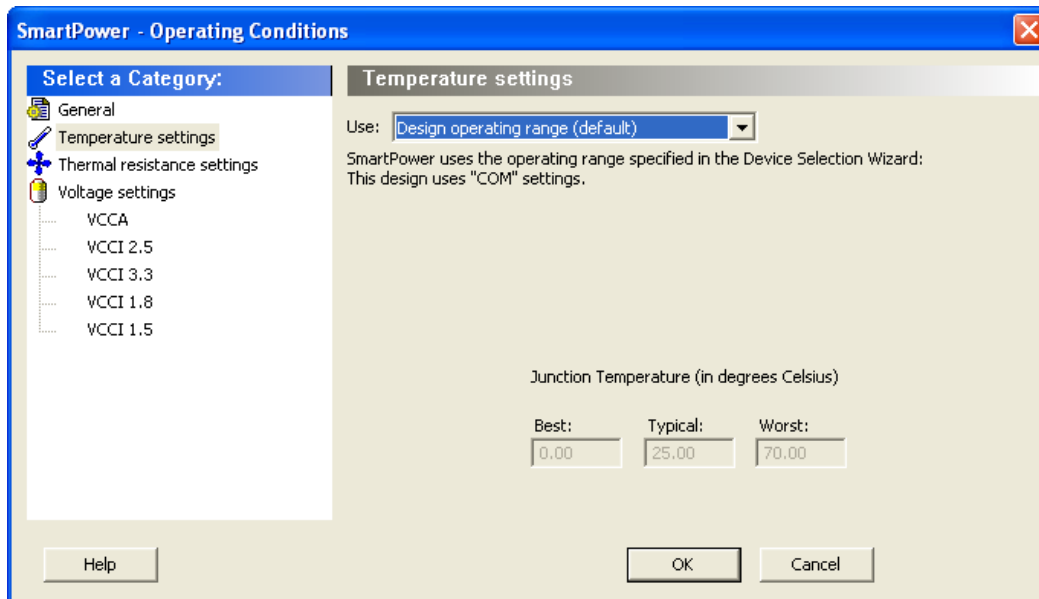 SmartPower - Operating Conditions
Select a Category:
General
Temperature settings
Thermal resistance settings
Voltage settings
VCCA
VCCI 2.5
VCCI 3.3
VCCI 1.8
VCCI 1.5
Temperature settings
Use: Design operating range (default)
SmartPower uses the operating range specified in the Device Selection Wizard:
This design uses "COM" settings.
Junction Temperature (in degrees Celsius)
Best: Typical: Worst:
0.00 25.00 70.00
Help OK Cancel